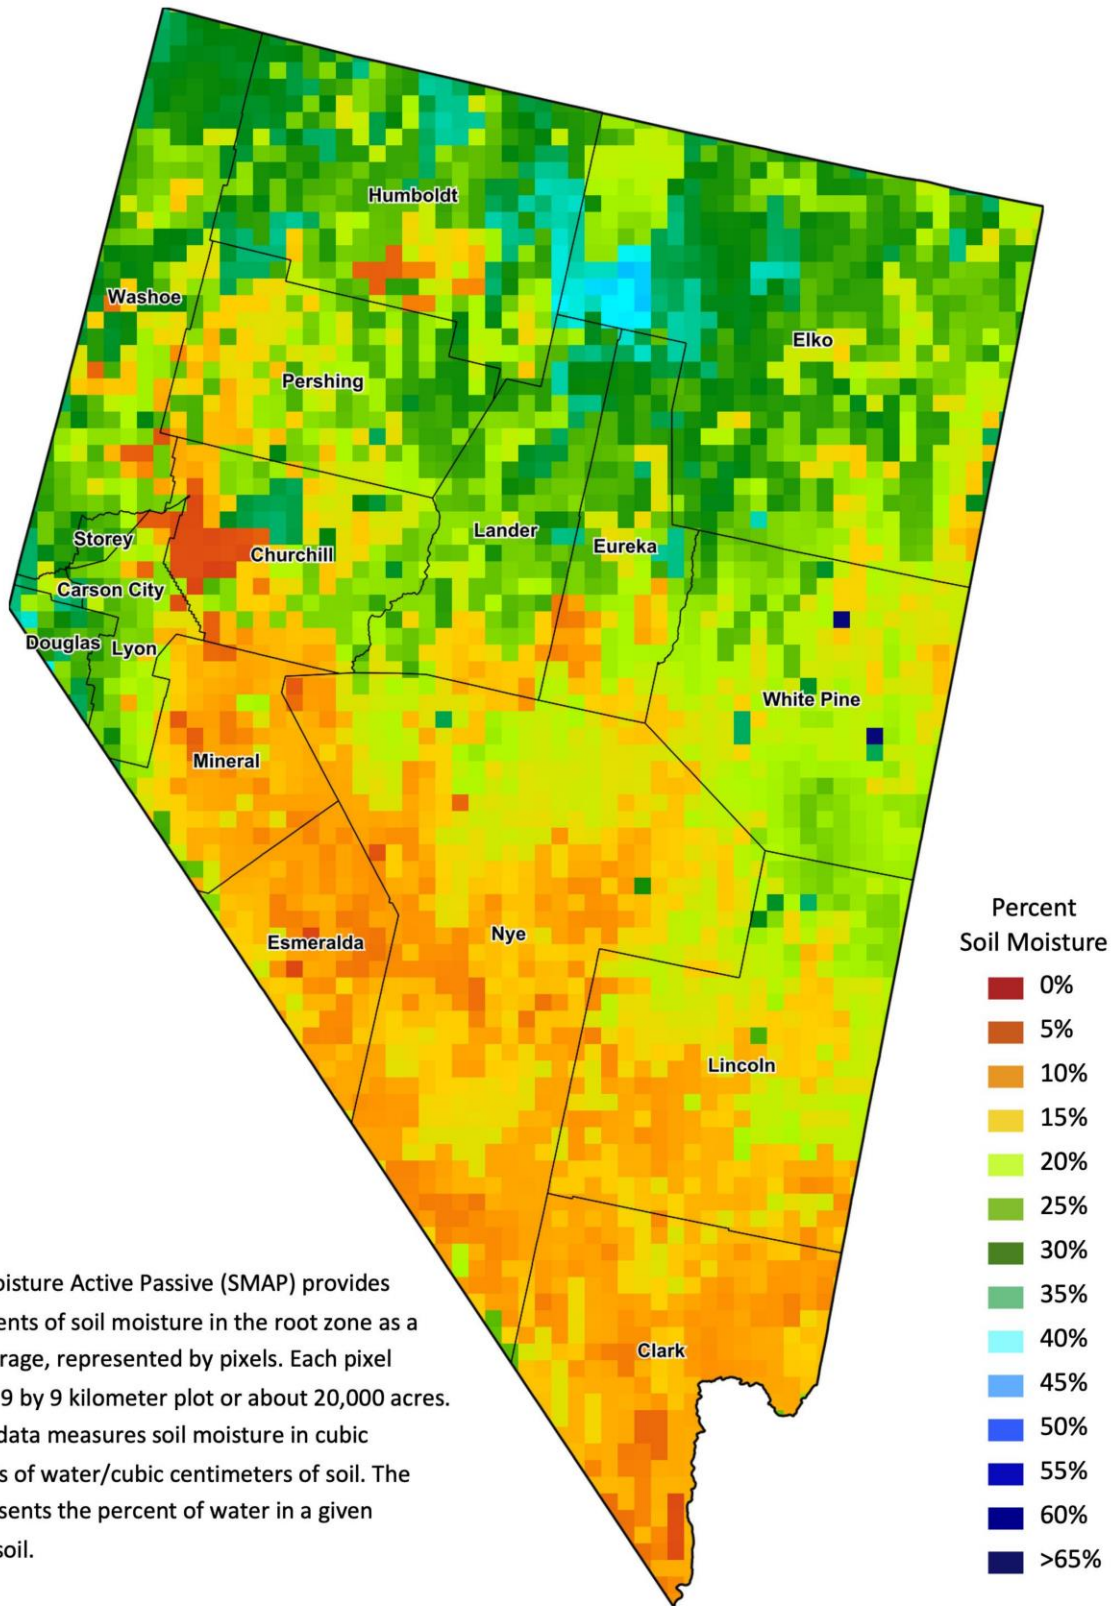 Humboldt
Washoe
Elko
Pershing
Storey
Churchill
Lander
Eureka
Carson City
Douglas
Lyon
White Pine
Mineral
Esmeralda
Nye
Lincoln
Clark
Percent
Soil Moisture
0%
5%
10%
15%
20%
25%
30%
35%
40%
45%
50%
55%
60%
>65%
oisture Active Passive (SMAP) provides
ents of soil moisture in the root zone as a
rage, represented by pixels. Each pixel
9 by 9 kilometer plot or about 20,000 acres.
data measures soil moisture in cubic
s of water/cubic centimeters of soil. The
sents the percent of water in a given
soil.